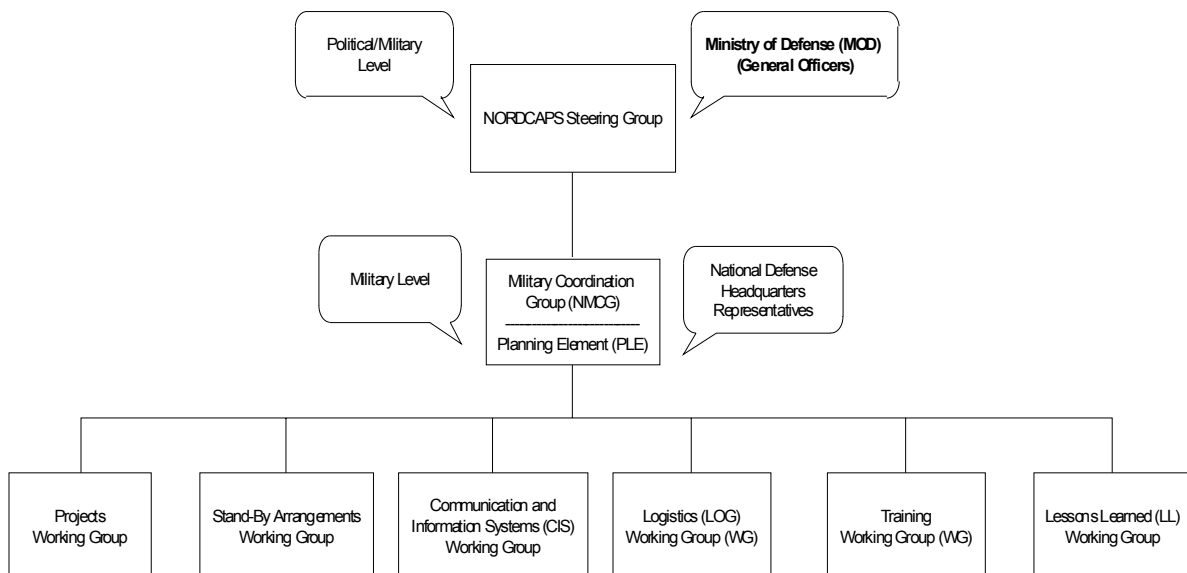 Political/Military
Level
Ministry of Defense (MOD)
(General Officers)
NORDCAPS Steering Group
Military Level
Military Coordination
Group (NMCG)
----------------------------
Planning Element (PLE)
National Defense
Headquarters
Representatives
Projects
Working Group
Stand-By Arrangements
Working Group
Communication and
Information Systems (CIS)
Working Group
Logistics (LOG)
Working Group (WG)
Training
Working Group (WG)
Lessons Learned (LL)
Working Group